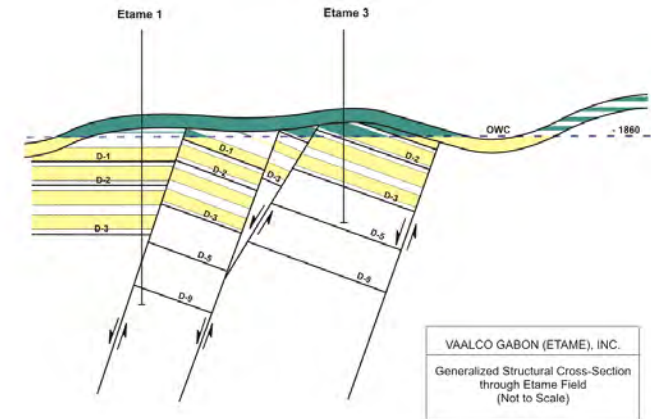 Etame 1
Etame 3
OWC
- 1860
D-1
D-2
D-3
D-1
D-2
D-3
D-5
D-9
D-3
D-2
D-3
D-5
D-9
VAALCO GABON (ETAME), INC.
Generalized Structural Cross-Section
through Etame Field
(Not to Scale)